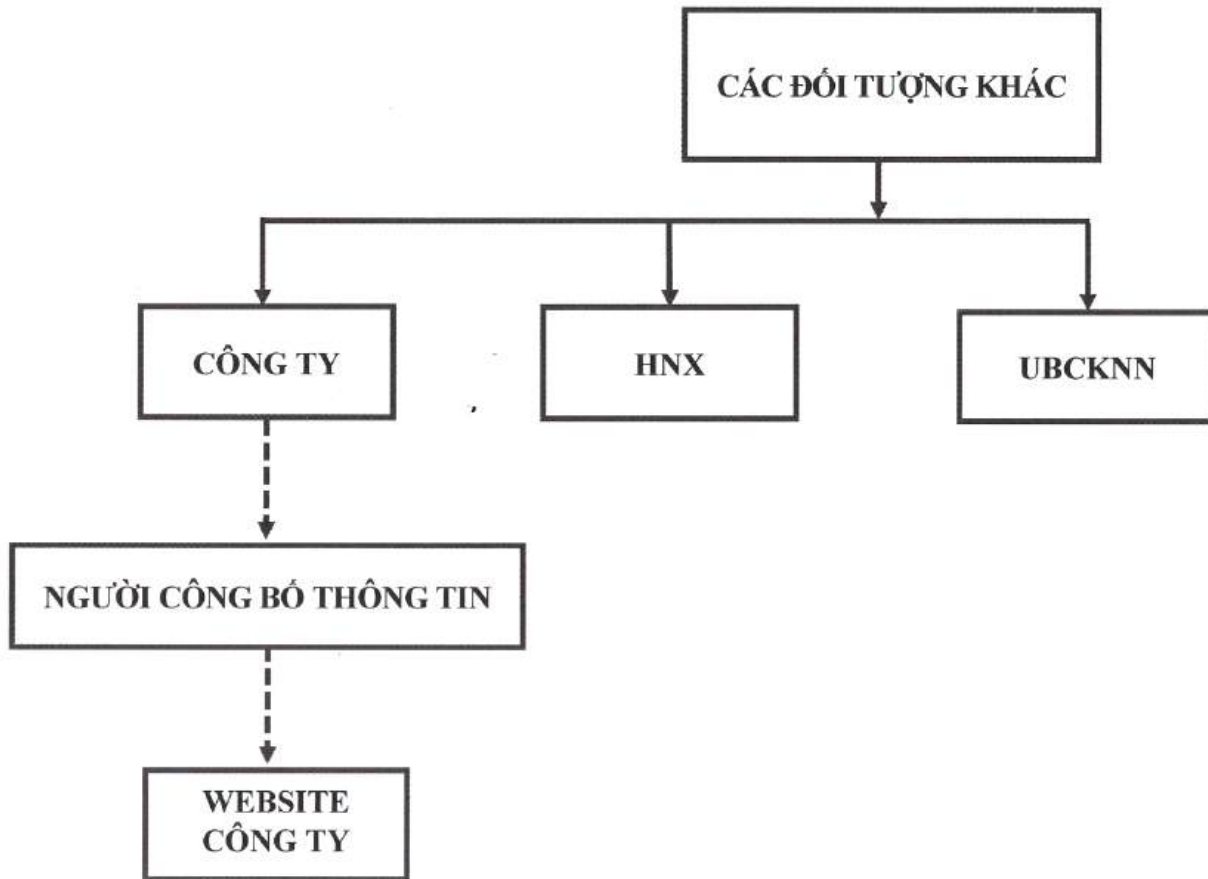 CÁC ĐỐI TƯỢNG KHÁC
CÔNG TY
HNX
UBCKNN
NGƯỜI CÔNG BỐ THÔNG TIN
WEBSITE
CÔNG TY